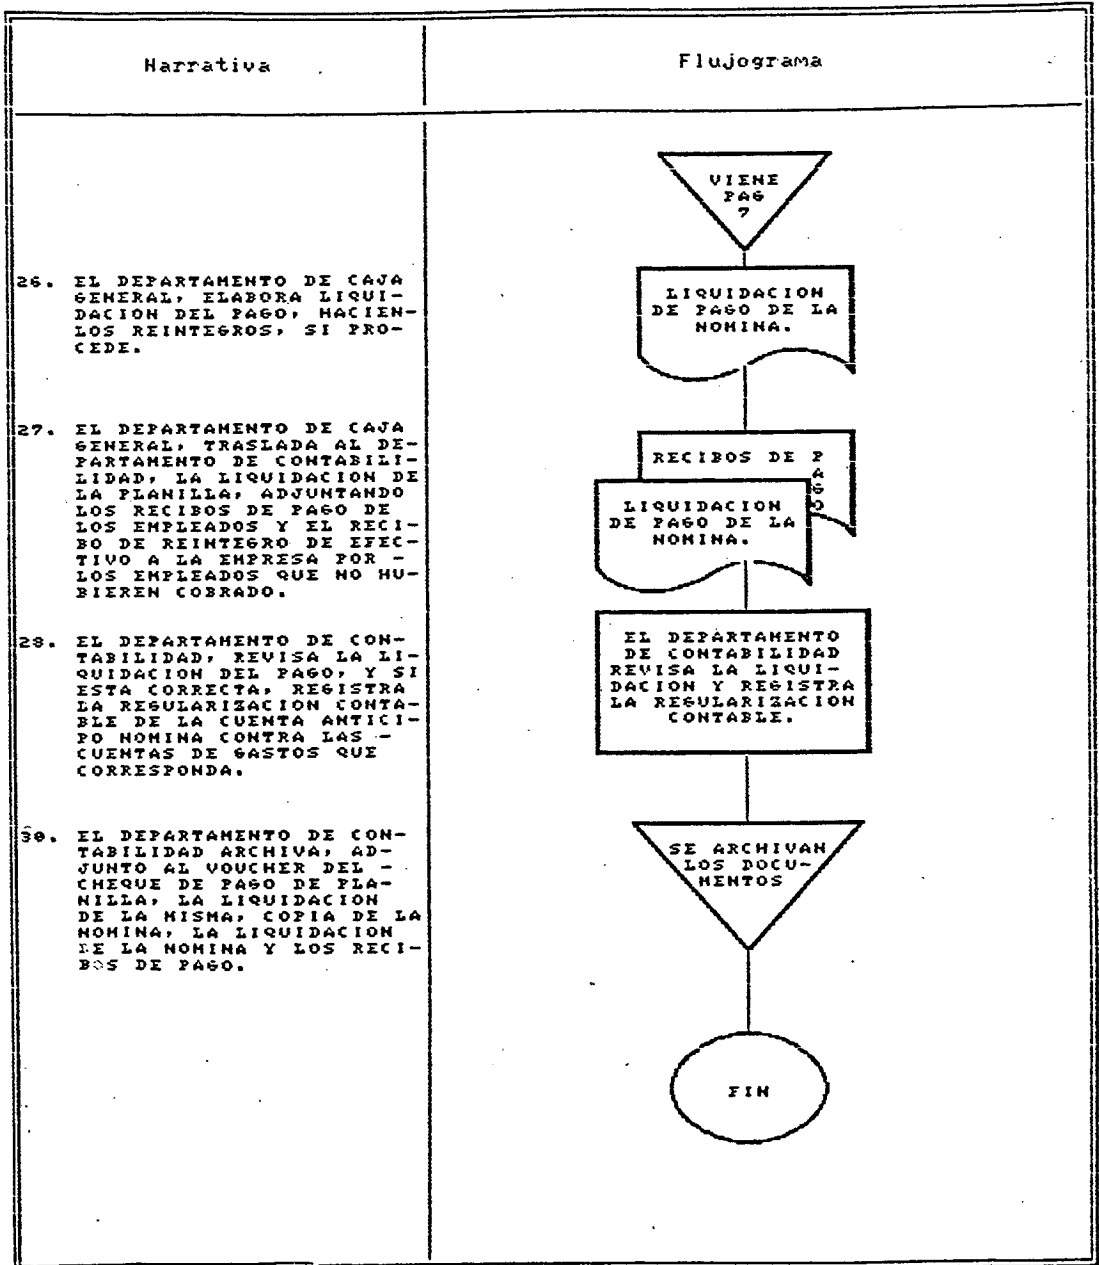 Narrativa
Flujograma
26. EL DEPARTAMENTO DE CAJA
GENERAL, ELABORA LIQUI-
DACION DEL PAGO, HACIEN-
LOS REINTEGROS, SI PRO-
CEDE.
27. EL DEPARTAMENTO DE CAJA
GENERAL, TRASLADA AL DE-
PARTAMENTO DE CONTABILI-
LIDAD, LA LIQUIDACION DE
LA PLANILLA, ADJUNTANDO
LOS RECIBOS DE PAGO DE
LOS EMPLEADOS Y EL RECI-
BO DE REINTEGRO DE EFEC-
TIVO A LA EMPRESA POR -
LOS EMPLEADOS QUE NO HU-
BIEREN COBRADO.
28. EL DEPARTAMENTO DE CON-
TABILIDAD, REVISA LA LI-
QUIDACION DEL PAGO, Y SI
ESTA CORRECTA, REGISTRA
LA REGULARIZACION CONTA-
BLE DE LA CUENTA ANTICI-
PO NOMINA CONTRA LAS -
CUENTAS DE GASTOS QUE
CORRESPONDA.
30. EL DEPARTAMENTO DE CON-
TABILIDAD ARCHIVA, AD-
JUNTO AL VOUCHER DEL -
CHEQUE DE PAGO DE PLA-
NILLA, LA LIQUIDACION
DE LA MISMA, COPIA DE LA
NOMINA, LA LIQUIDACION
DE LA NOMINA Y LOS RECI-
BOS DE PAGO.
VIENE
PAG
7
LIQUIDACION
DE PAGO DE LA
NOMINA.
RECIBOS DE PAGO
LIQUIDACION
DE PAGO DE LA
NOMINA.
EL DEPARTAMENTO
DE CONTABILIDAD
REVISA LA LIQUI-
DACION Y REGISTRA
LA REGULARIZACION
CONTABLE.
SE ARCHIVAN
LOS DOCU-
MENTOS
FIN